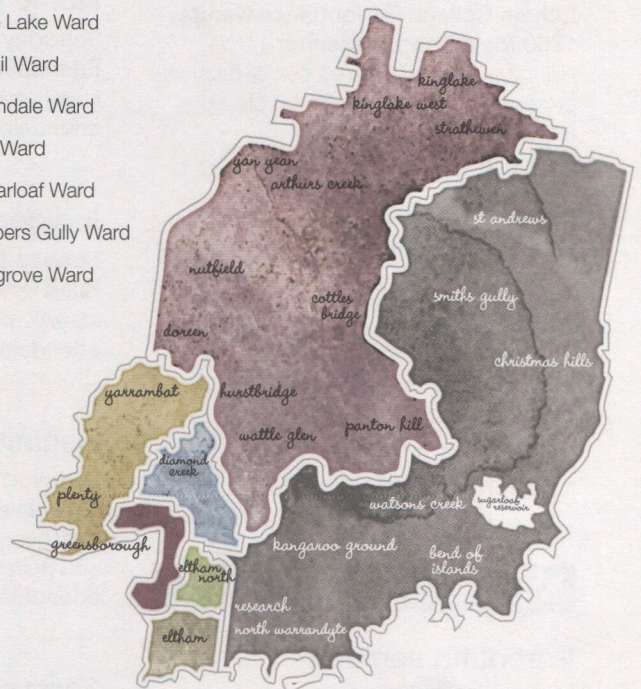 Lake Ward
il Ward
ndale Ward
Ward
arloaf Ward
pers Gully Ward
grove Ward
kinglake
kinglake west
strathewen
yan yean
arthurs creek
st andrews
nutfield
smiths gully
cottles
bridge
doreen
christmas hills
yarrambat
hurstbridge
wattle glen
panton hill
diamond
creek
plenty
watsons creek
sugarloaf
reservoir
greensborough
kangaroo ground
bend of
islands
eltham
north
research
north warrandyte
eltham